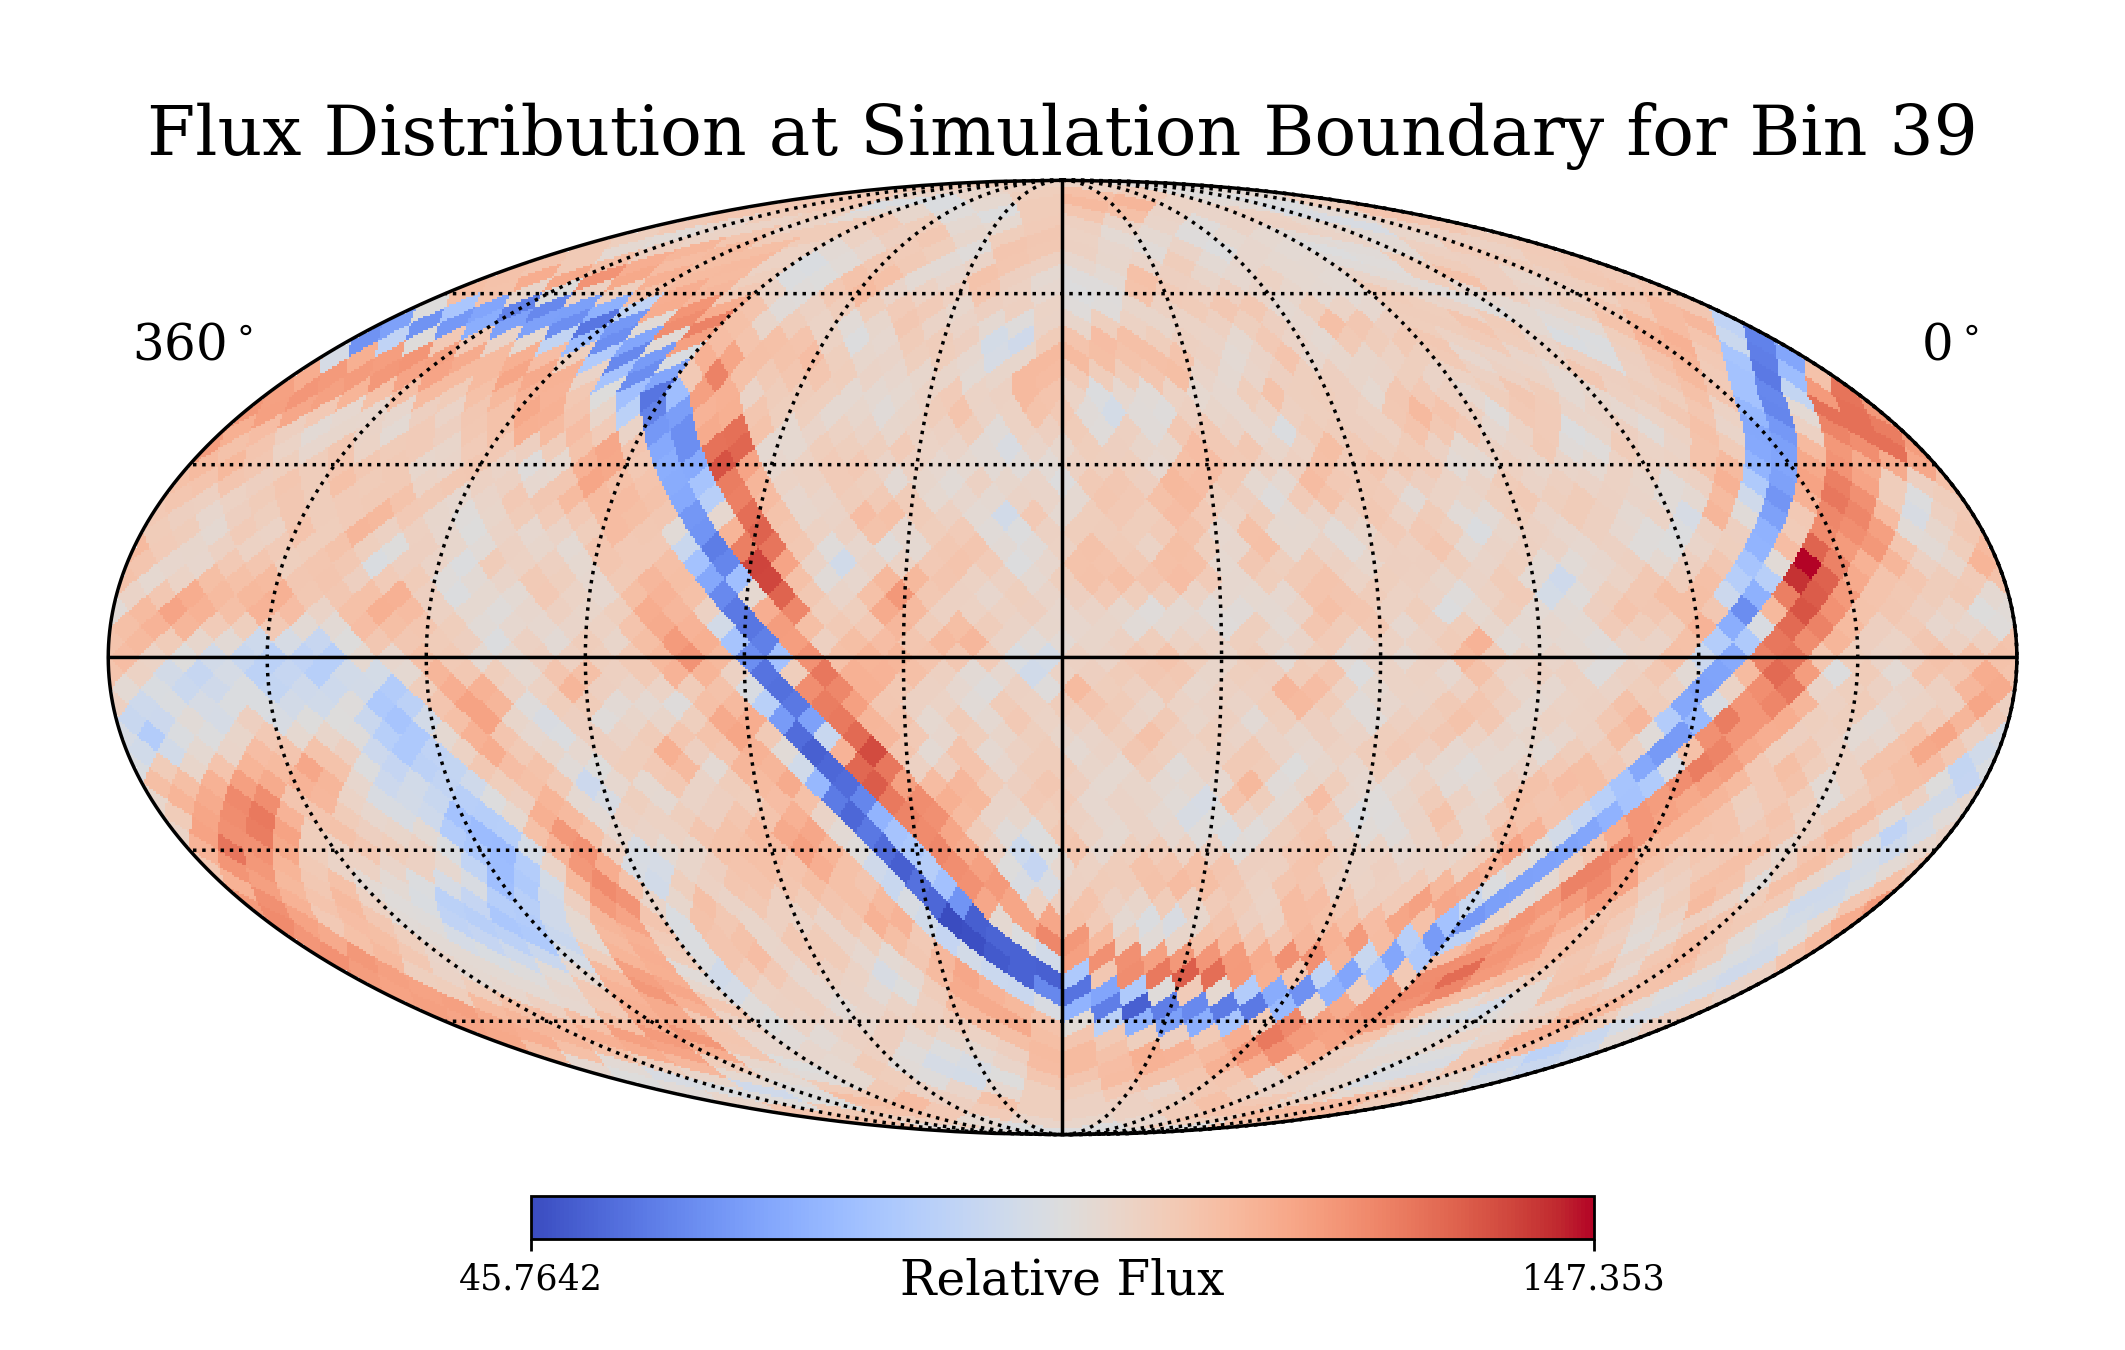 Flux Distribution at Simulation Boundary for Bin 39
360°
0°
45.7642
Relative Flux
147.353